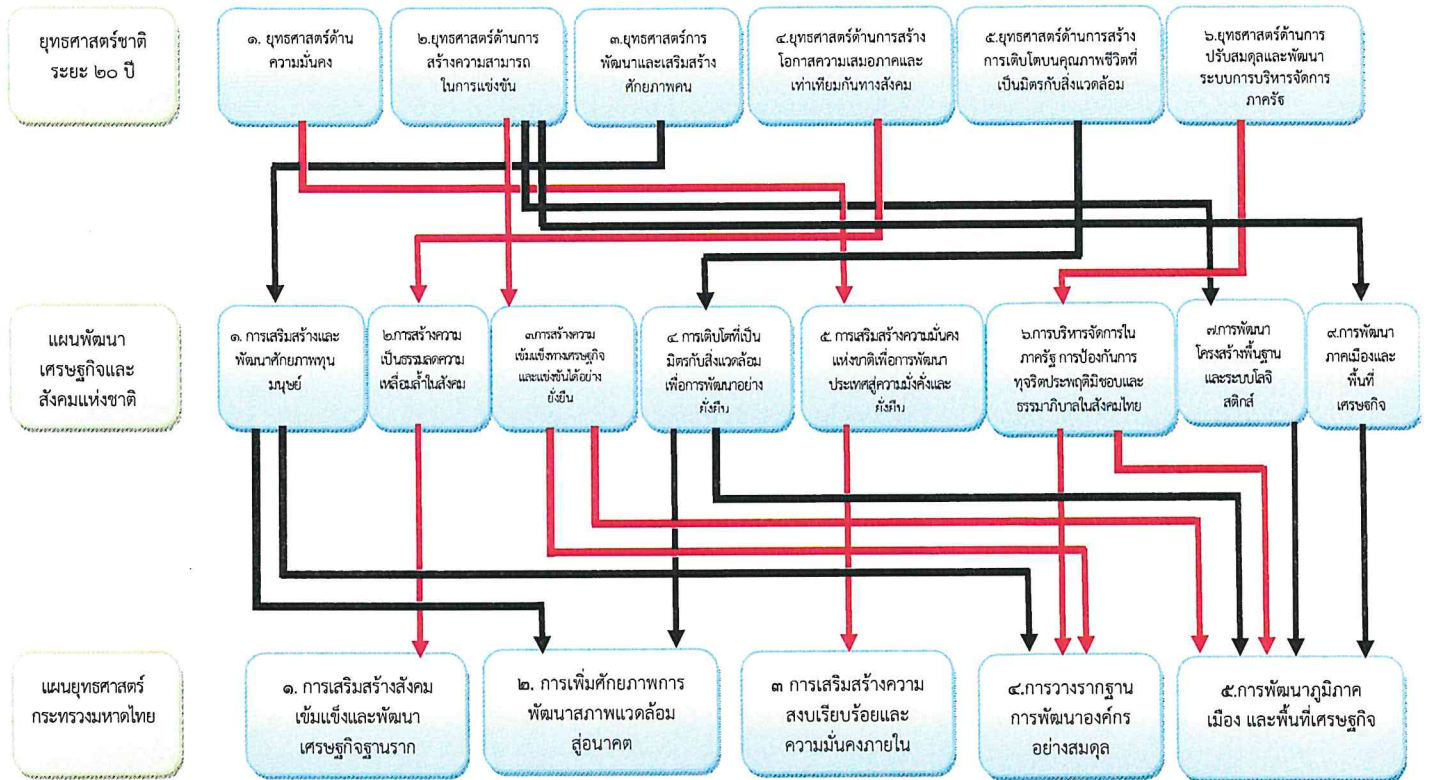 ยุทธศาสตร์ชาติ
ระยะ ๒๐ ปี
๑. ยุทธศาสตร์ด้าน
ความมั่นคง
๒.ยุทธศาสตร์ด้านการ
สร้างความสามารถ
ในการแข่งขัน
๓.ยุทธศาสตร์การ
พัฒนาและเสริมสร้าง
ศักยภาพคน
๔.ยุทธศาสตร์ด้านการสร้าง
โอกาสความเสมอภาคและ
เท่าเทียมกันทางสังคม
๕.ยุทธศาสตร์ด้านการสร้าง
การเติบโตบนคุณภาพชีวิตที่
เป็นมิตรกับสิ่งแวดล้อม
๖.ยุทธศาสตร์ด้านการ
ปรับสมดุลและพัฒนา
ระบบการบริหารจัดการ
ภาครัฐ
แผนพัฒนา
เศรษฐกิจและ
สังคมแห่งชาติ
๑. การเสริมสร้างและ
พัฒนาศักยภาพทุน
มนุษย์
๒.การสร้างความ
เป็นธรรมลดความ
เหลื่อมล้ำในสังคม
๓.การสร้างความ
เข้มแข็งทางเศรษฐกิจ
และแข่งขันได้อย่าง
ยั่งยืน
๔. การเติบโตที่เป็น
มิตรกับสิ่งแวดล้อม
เพื่อการพัฒนาอย่าง
ยั่งยืน
๕. การเสริมสร้างความมั่นคง
แห่งชาติเพื่อการพัฒนา
ประเทศสู่ความมั่งคั่งและ
ยั่งยืน
๖.การบริหารจัดการใน
ภาครัฐ การป้องกันการ
ทุจริตประพฤติมิชอบและ
ธรรมาภิบาลในสังคมไทย
๗.การพัฒนา
โครงสร้างพื้นฐาน
และระบบโลจิ
สติกส์
๙.การพัฒนา
ภาคเมืองและ
พื้นที่
เศรษฐกิจ
แผนยุทธศาสตร์
กระทรวงมหาดไทย
๑. การเสริมสร้างสังคม
เข้มแข็งและพัฒนา
เศรษฐกิจฐานราก
๒. การเพิ่มศักยภาพการ
พัฒนาสภาพแวดล้อม
สู่อนาคต
๓ การเสริมสร้างความ
สงบเรียบร้อยและ
ความมั่นคงภายใน
๔.การวางรากฐาน
การพัฒนาองค์กร
อย่างสมดุล
๕.การพัฒนาภูมิภาค
เมือง และพื้นที่เศรษฐกิจ